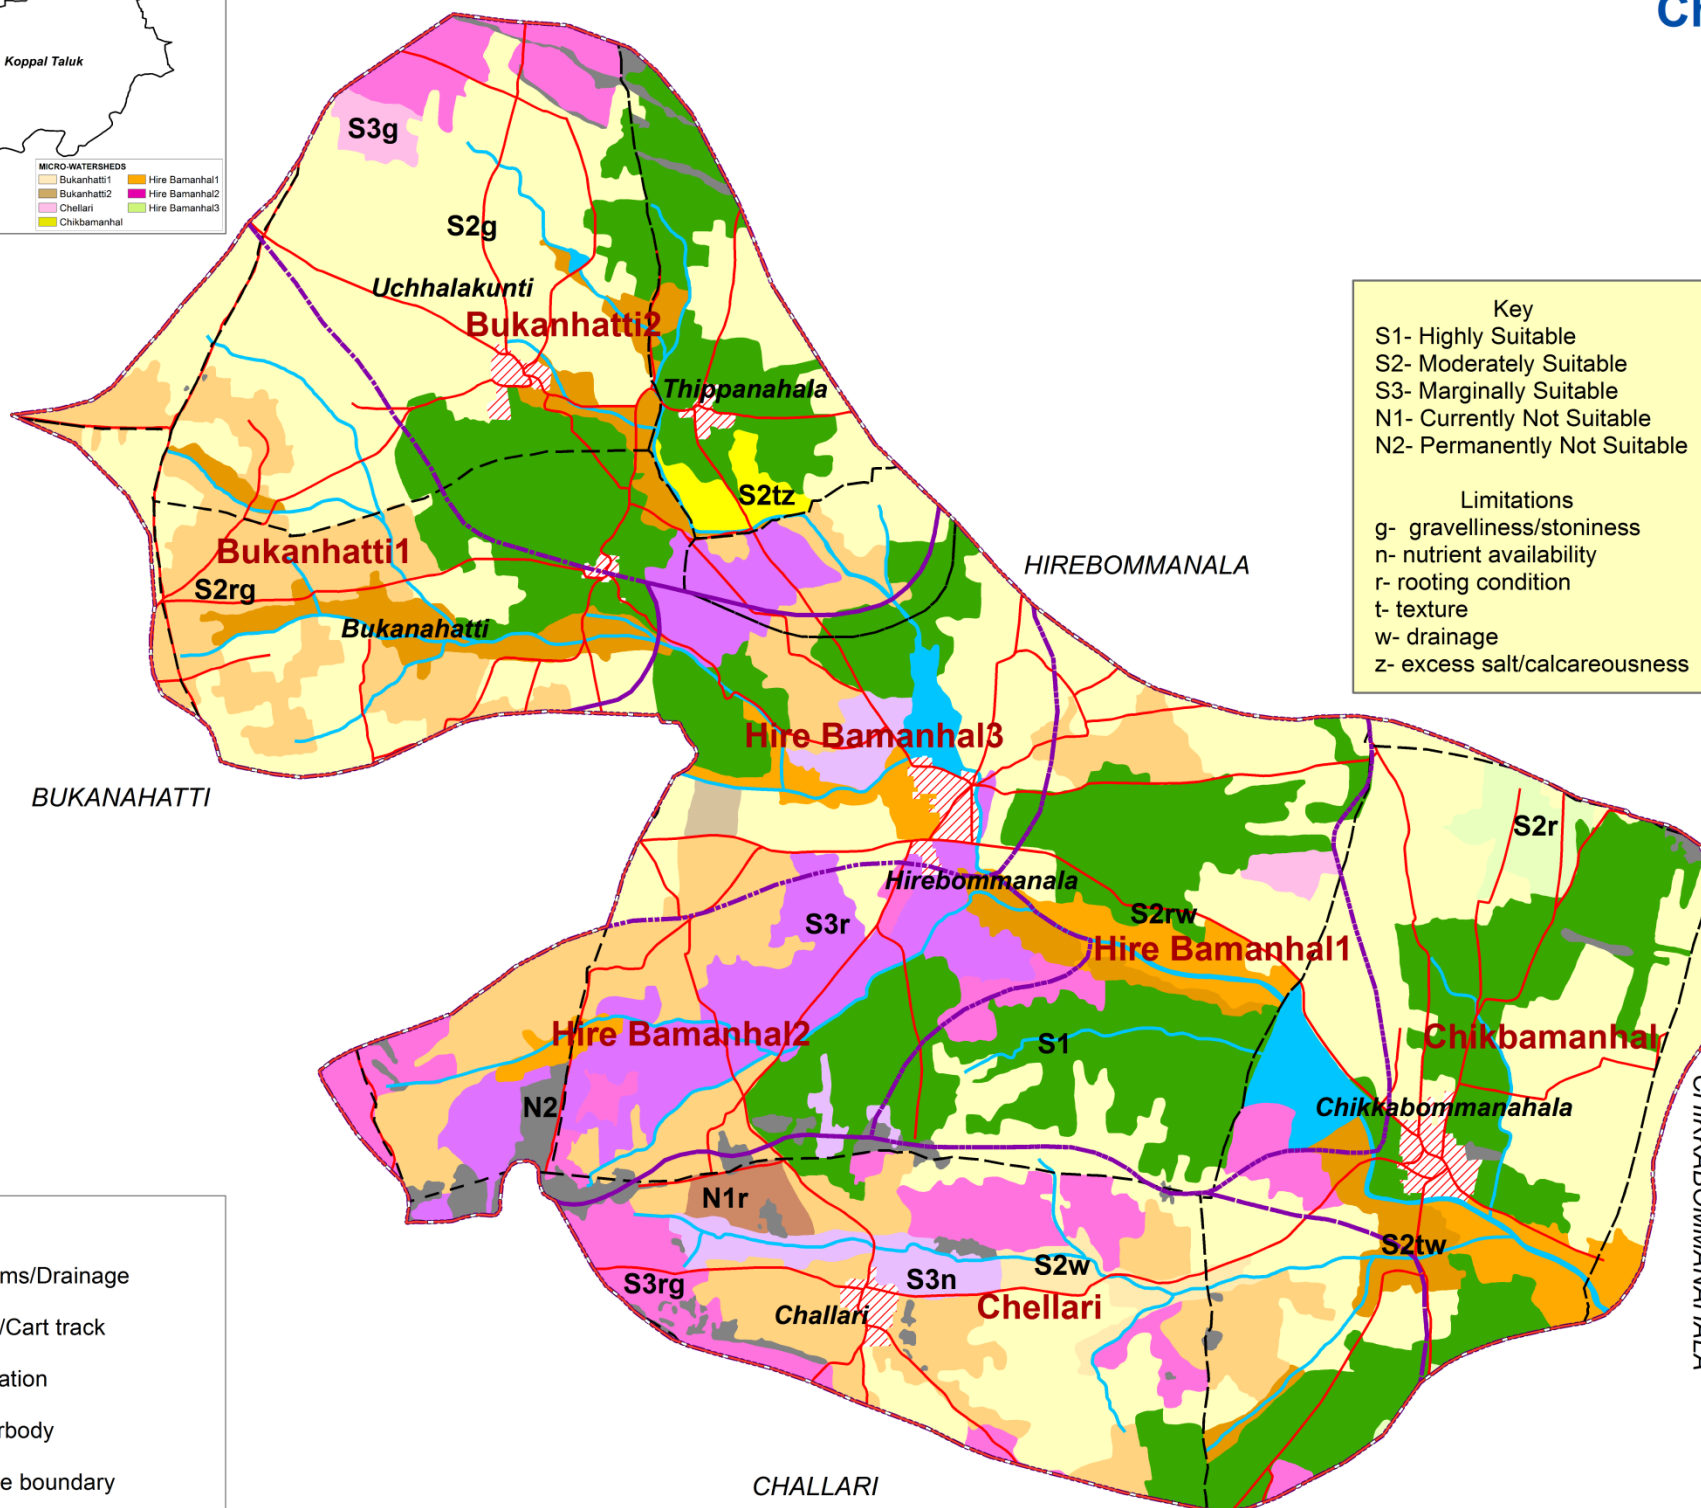 Koppal Taluk
MICRO-WATERSHEDS
Bukanhatti1
Hire Bamanhal1
Bukanhatti2
Hire Bamanhal2
Chellari
Hire Bamanhal3
Chikbamanhal
S3g
S2g
Uchhalakunti
Bukanhatti2
Thippanahala
S2tz
Bukanhatti1
S2rg
Bukanahatti
HIREBOMMANALA
Key
S1- Highly Suitable
S2- Moderately Suitable
S3- Marginally Suitable
N1- Currently Not Suitable
N2- Permanently Not Suitable
Limitations
g- gravelliness/stoniness
n- nutrient availability
r- rooting condition
t- texture
w- drainage
z- excess salt/calcareousness
Hire Bamanhal3
BUKANAHATTI
S2r
Hirebommanala
S3r
S2rw
Hire Bamanhal1
Hire Bamanhal2
S1
Chikbamanhal
N2
Chikkabommanahala
N1r
S2tw
S3rg
S3n
S2w
Challari
Chellari
ms/Drainage
/Cart track
ation
rbody
e boundary
CHALLARI